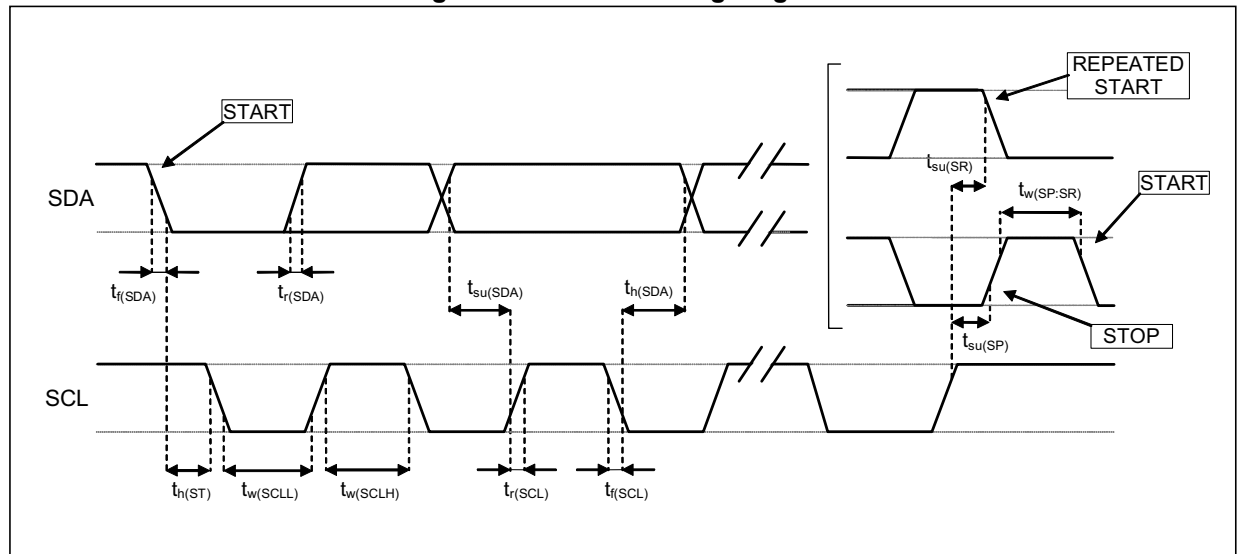 REPEATED
START
START
tsu(SR)
START
SDA
tw(SP:SR)
tf(SDA)
tr(SDA)
tsu(SDA)
th(SDA)
tsu(SP)
STOP
SCL
th(ST)
tw(SCLL)
tw(SCLH)
tr(SCL)
tf(SCL)